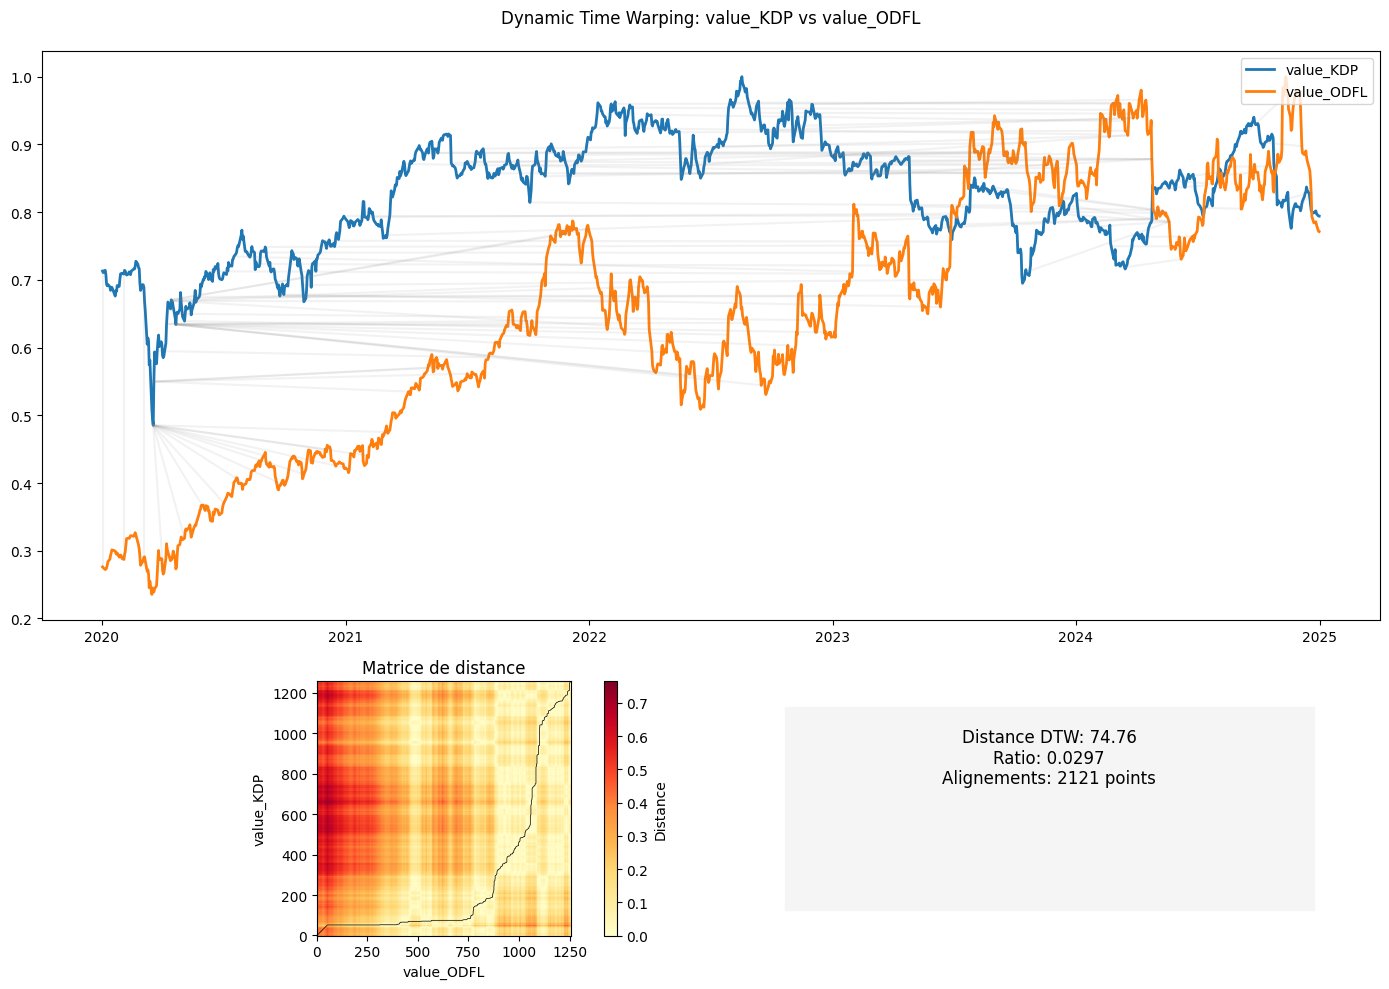 Dynamic Time Warping: value_KDP vs value_ODFL
value_KDP
value_ODFL
1.0
0.9
0.8
0.7
0.6
0.5
0.4
0.3
0.2
2020 2021 2022 2023 2024 2025
Matrice de distance
value_KDP
1200
1000
800
600
400
200
0
0 250 500 750 1000 1250
value_ODFL
0.7
0.6
0.5
0.4
0.3
0.2
0.1
0.0
Distance
Distance DTW: 74.76
Ratio: 0.0297
Alignements: 2121 points